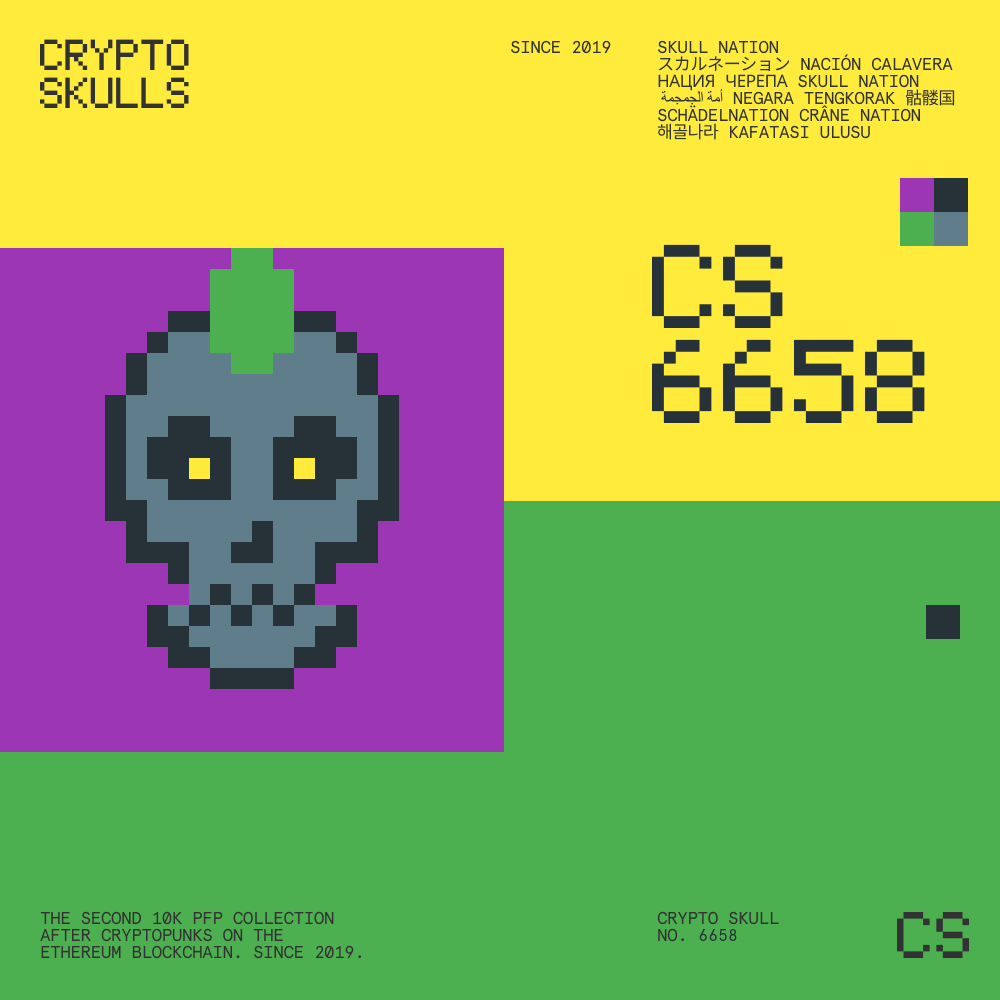 CRYPTO
SKULLS
SINCE 2019
SKULL NATION
スカルネーション NACIÓN CALAVERA
НАЦИЯ ЧЕРЕПА SKULL NATION
أمة الجمجمة NEGARA TENGKORAK 骷髅国
SCHÄDELNATION CRÂNE NATION
해골나라 KAFATASI ULUSU
CS
6658
THE SECOND 10K PFP COLLECTION
AFTER CRYPTOPUNKS ON THE
ETHEREUM BLOCKCHAIN. SINCE 2019.
CRYPTO SKULL
NO. 6658
CS